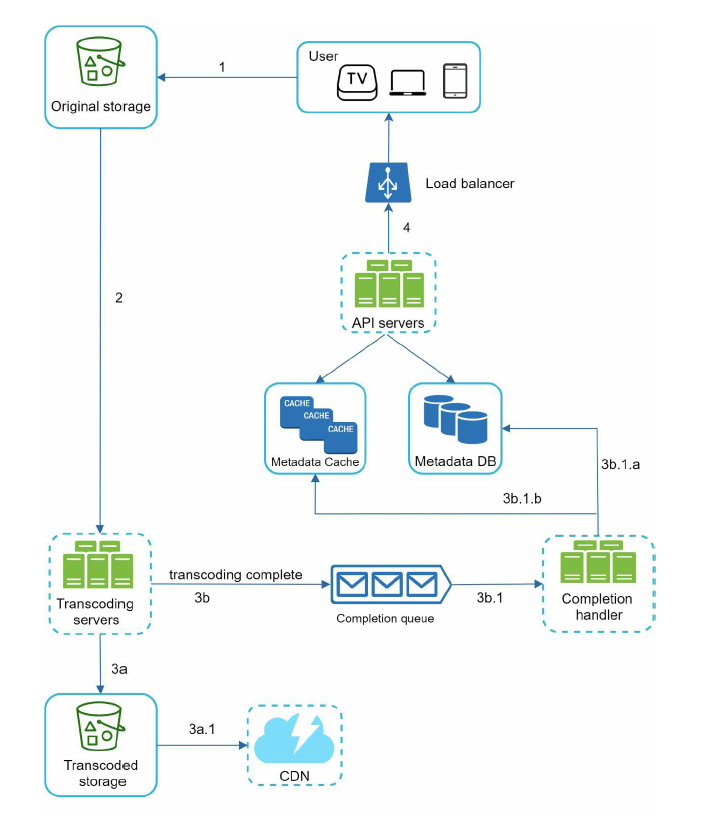 User
TV
1
Original storage
Load balancer
4
2
API servers
CACHE
CACHE
CACHE
Metadata Cache
Metadata DB
3b.1.a
3b.1.b
transcoding complete
3b
3b.1
Transcoding
servers
Completion queue
Completion
handler
3a
3a.1
Transcoded
storage
CDN